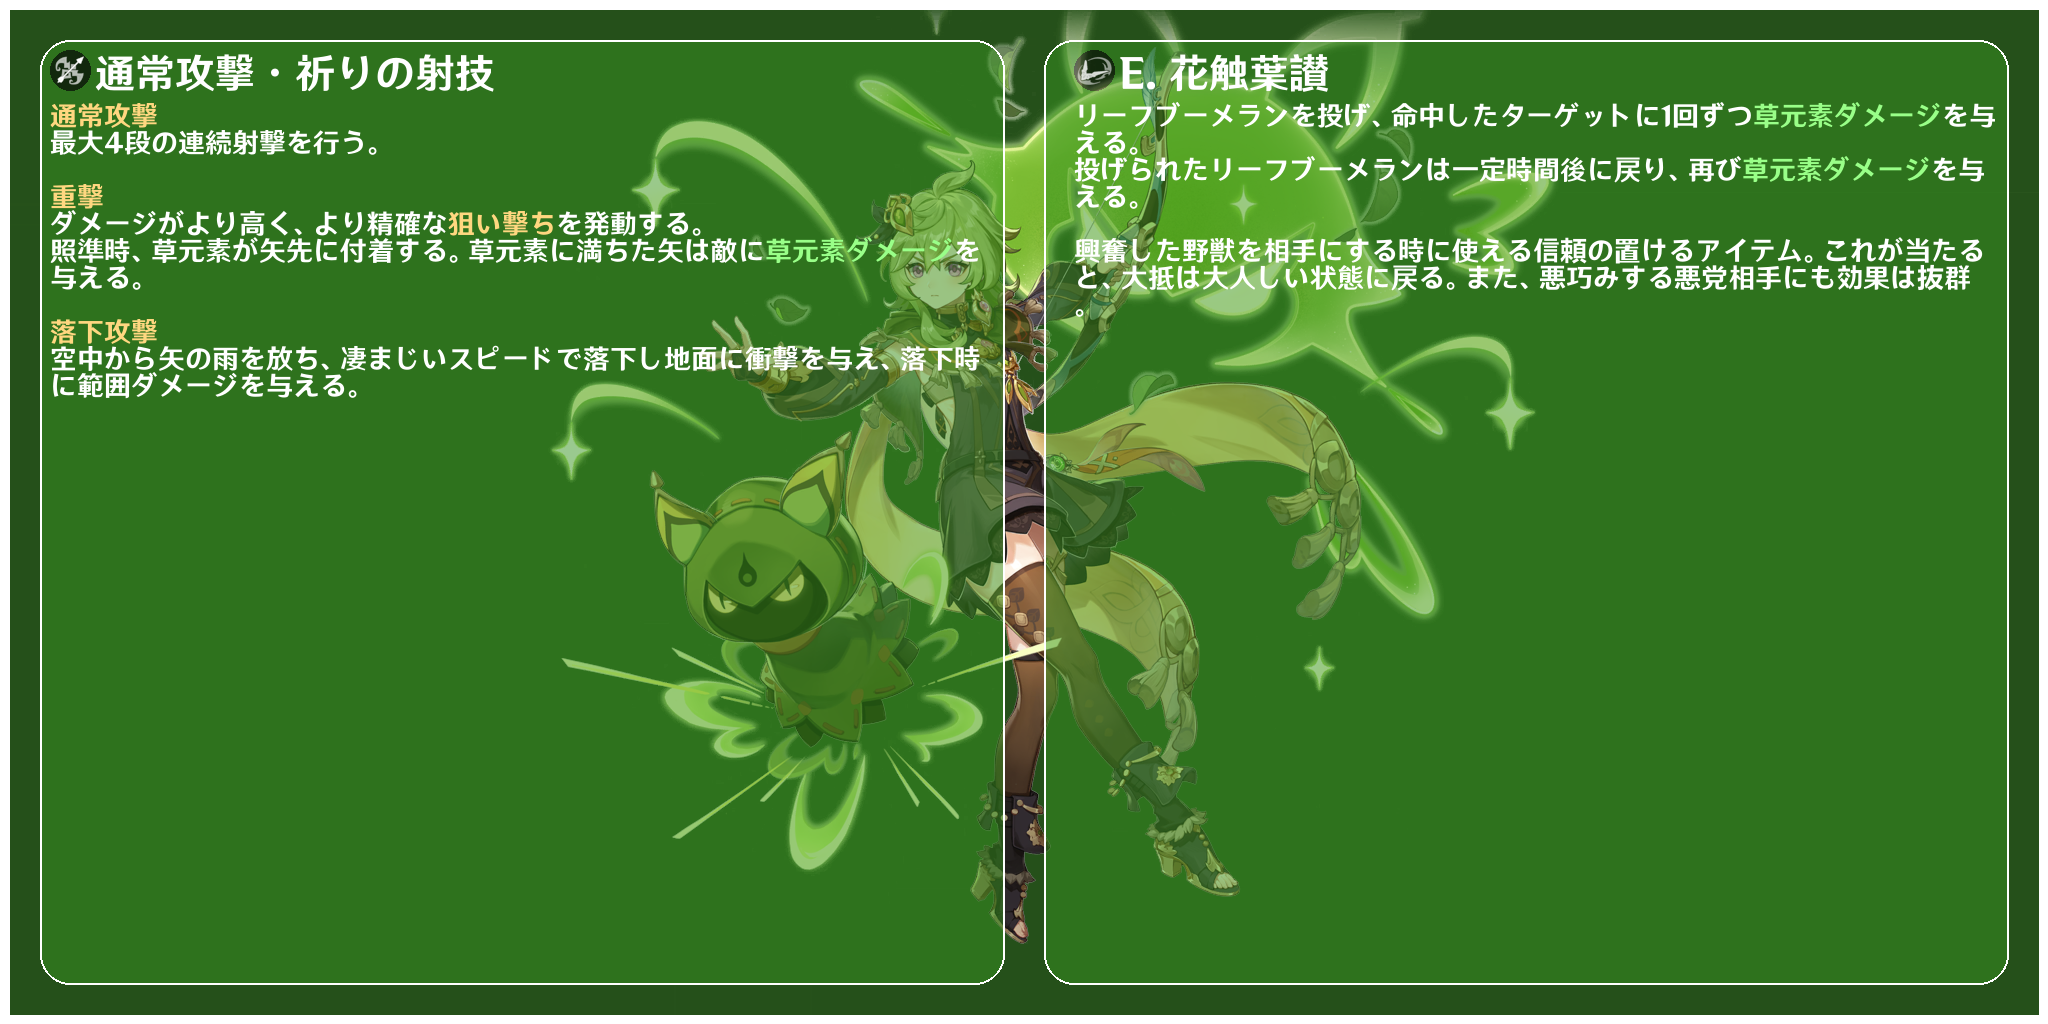 通常攻撃・祈りの射技
通常攻撃
最大4段の連続射撃を行う。
重撃
ダメージがより高く、より精確な狙い撃ちを発動する。
照準時、草元素が矢先に付着する。草元素に満ちた矢は敵に草元素ダメージを
与える。
落下攻撃
空中から矢の雨を放ち、凄まじいスピードで落下し地面に衝撃を与え、落下時
に範囲ダメージを与える。
E. 花触葉讃
リーフブーメランを投げ、命中したターゲットに1回ずつ草元素ダメージを与
える。
投げられたリーフブーメランは一定時間後に戻り、再び草元素ダメージを与
える。
興奮した野獣を相手にする時に使える信頼の置けるアイテム。これが当たる
と、大抵は大人しい状態に戻る。また、悪巧みする悪党相手にも効果は抜群
。